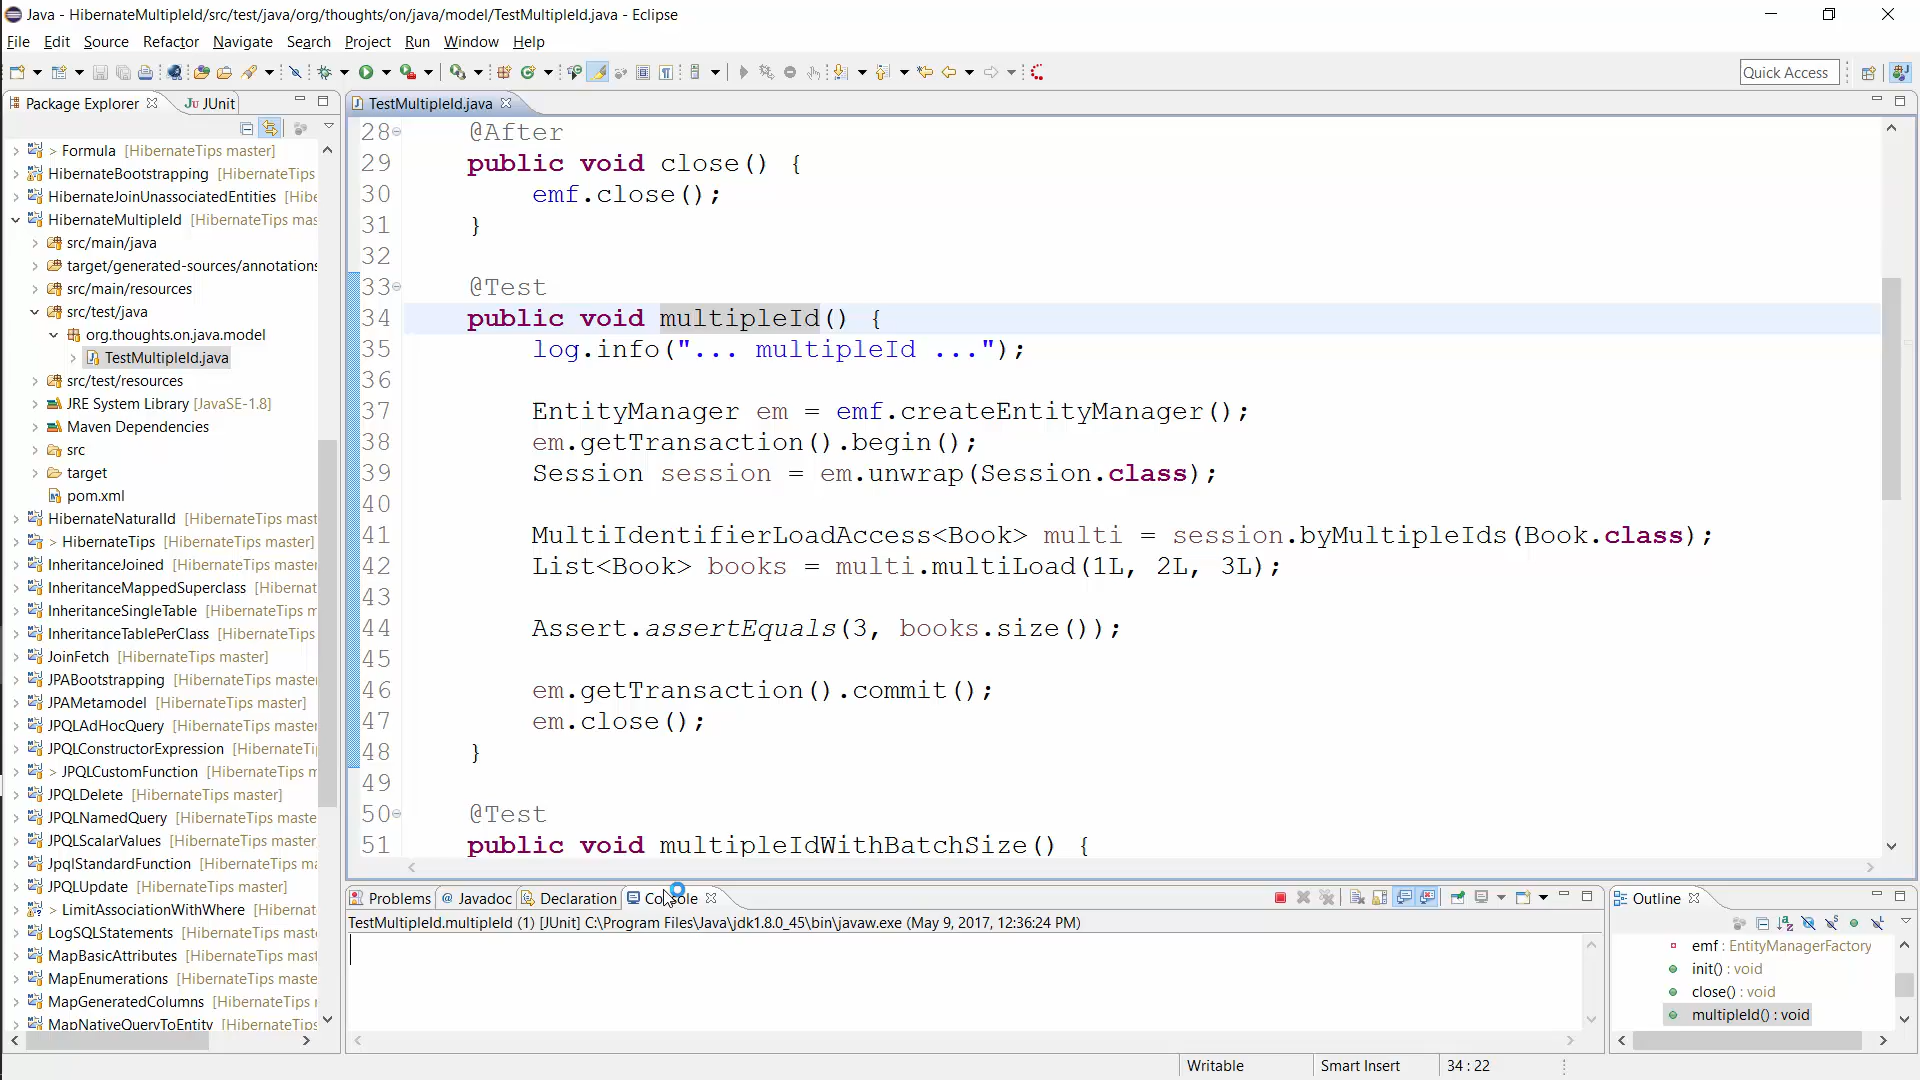 Java - HibernateMultipleId/src/test/java/org/thoughts/on/java/model/TestMultipleId.java - Eclipse
File Edit Source Refactor Navigate Search Project Run Window Help
Quick Access
Package Explorer
JUnit
> Formula [HibernateTips master]
HibernateBootstrapping [HibernateTips
HibernateJoinUnassociatedEntities [Hibe
HibernateMultipleId [HibernateTips mas
src/main/java
target/generated-sources/annotations
src/main/resources
src/test/java
org.thoughts.on.java.model
TestMultipleId.java
src/test/resources
JRE System Library [JavaSE-1.8]
Maven Dependencies
src
target
pom.xml
HibernateNaturalId [HibernateTips mast
> HibernateTips [HibernateTips master]
InheritanceJoined [HibernateTips master]
InheritanceMappedSuperclass [Hibernat
InheritanceSingleTable [HibernateTips m
InheritanceTablePerClass [HibernateTips
JoinFetch [HibernateTips master]
JPABootstrapping [HibernateTips master]
JPAMetamodel [HibernateTips master]
JPQLAdHocQuery [HibernateTips master
JPQLConstructorExpression [HibernateTi
> JPQLCustomFunction [HibernateTips
JPQLDelete [HibernateTips master]
JPQLNamedQuery [HibernateTips master
JPQLScalarValues [HibernateTips master]
JpqlStandardFunction [HibernateTips ma
JPQLUpdate [HibernateTips master]
> LimitAssociationWithWhere [Hibernat
LogSQLStatements [HibernateTips master
MapBasicAttributes [HibernateTips mast
MapEnumerations [HibernateTips maste
MapGeneratedColumns [HibernateTips
MapNativeQueryToEntity [HibernateTips
TestMultipleId.java
28 @After
29 public void close() {
30 emf.close();
31 }
32
33 @Test
34 public void multipleId() {
35 log.info("... multipleId ...");
36
37 EntityManager em = emf.createEntityManager();
38 em.getTransaction().begin();
39 Session session = em.unwrap(Session.class);
40
41 MultiIdentifierLoadAccess<Book> multi = session.byMultipleIds(Book.class);
42 List<Book> books = multi.multiLoad(1L, 2L, 3L);
43
44 Assert.assertEquals(3, books.size());
45
46 em.getTransaction().commit();
47 em.close();
48 }
49
50 @Test
51 public void multipleIdWithBatchSize() {
Problems @ Javadoc Declaration Console
TestMultipleId.multipleId (1) [JUnit] C:\Program Files\Java\jdk1.8.0_45\bin\javaw.exe (May 9, 2017, 12:36:24 PM)
Outline
emf : EntityManagerFactory
init() : void
close() : void
multipleId() : void
Writable
Smart Insert
34 : 22